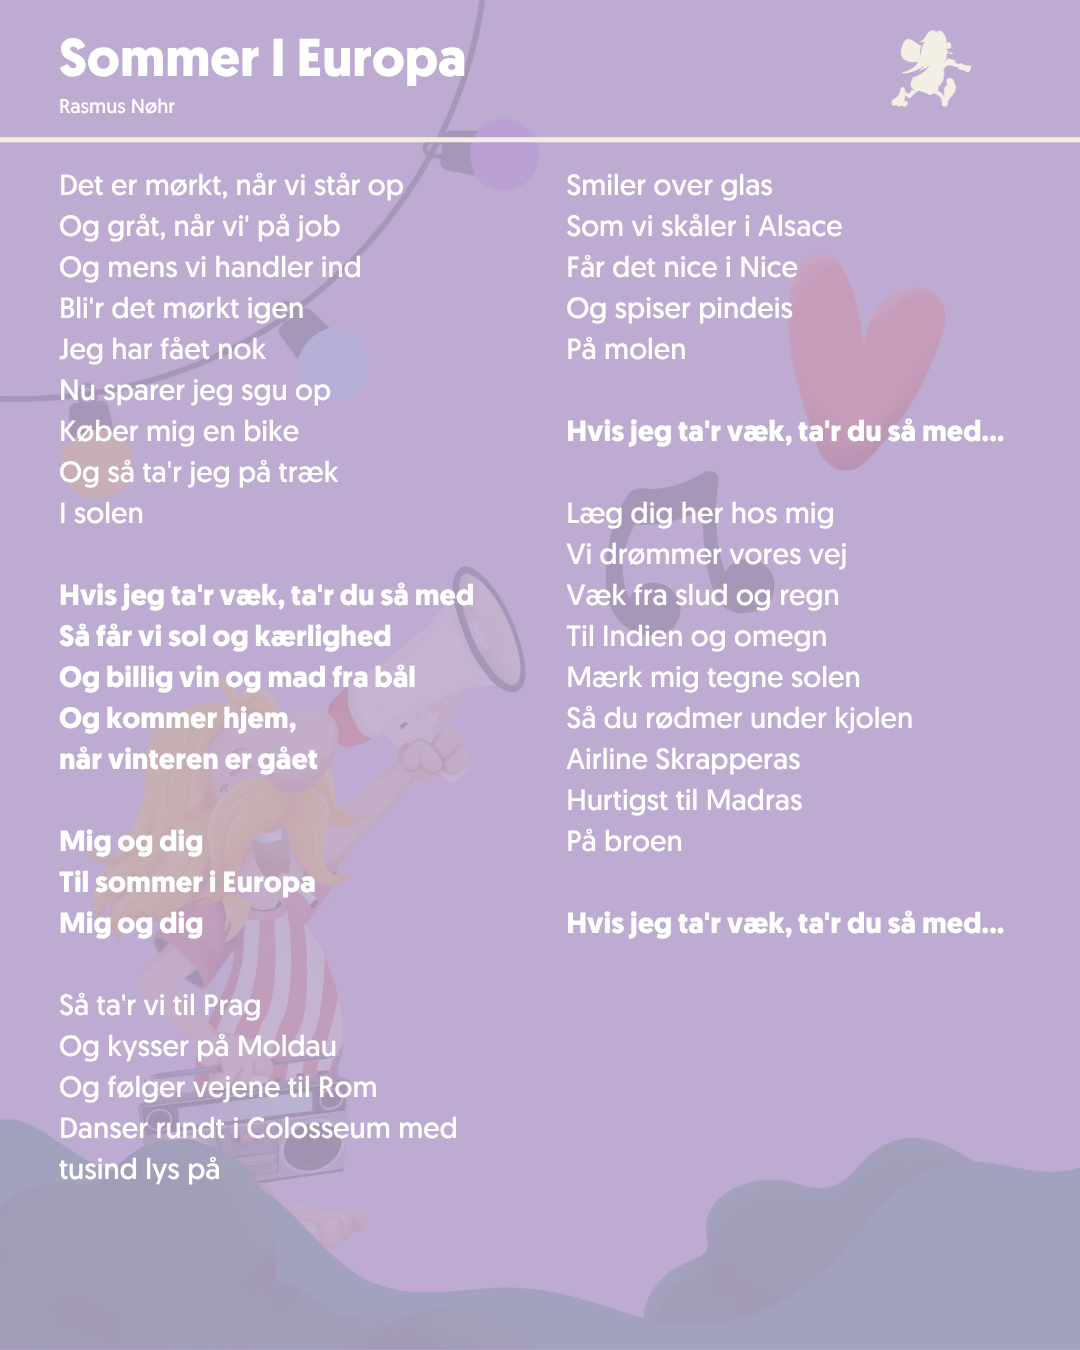 Sommer I Europa
Rasmus Nøhr
Det er mørkt, når vi står op
Og gråt, når vi' på job
Og mens vi handler ind
Bli'r det mørkt igen
Jeg har fået nok
Nu sparer jeg sgu op
Køber mig en bike
Og så ta'r jeg på træk
I solen
Hvis jeg ta'r væk, ta'r du så med
Så får vi sol og kærlighed
Og billig vin og mad fra bål
Og kommer hjem,
når vinteren er gået
Mig og dig
Til sommer i Europa
Mig og dig
Så ta'r vi til Prag
Og kysser på Moldau
Og følger vejene til Rom
Danser rundt i Colosseum med
tusind lys på
Smiler over glas
Som vi skåler i Alsace
Får det nice i Nice
Og spiser pindeis
På molen
Hvis jeg ta'r væk, ta'r du så med...
Læg dig her hos mig
Vi drømmer vores vej
Væk fra slud og regn
Til Indien og omegn
Mærk mig tegne solen
Så du rødmer under kjolen
Airline Skrapperas
Hurtigst til Madras
På broen
Hvis jeg ta'r væk, ta'r du så med...